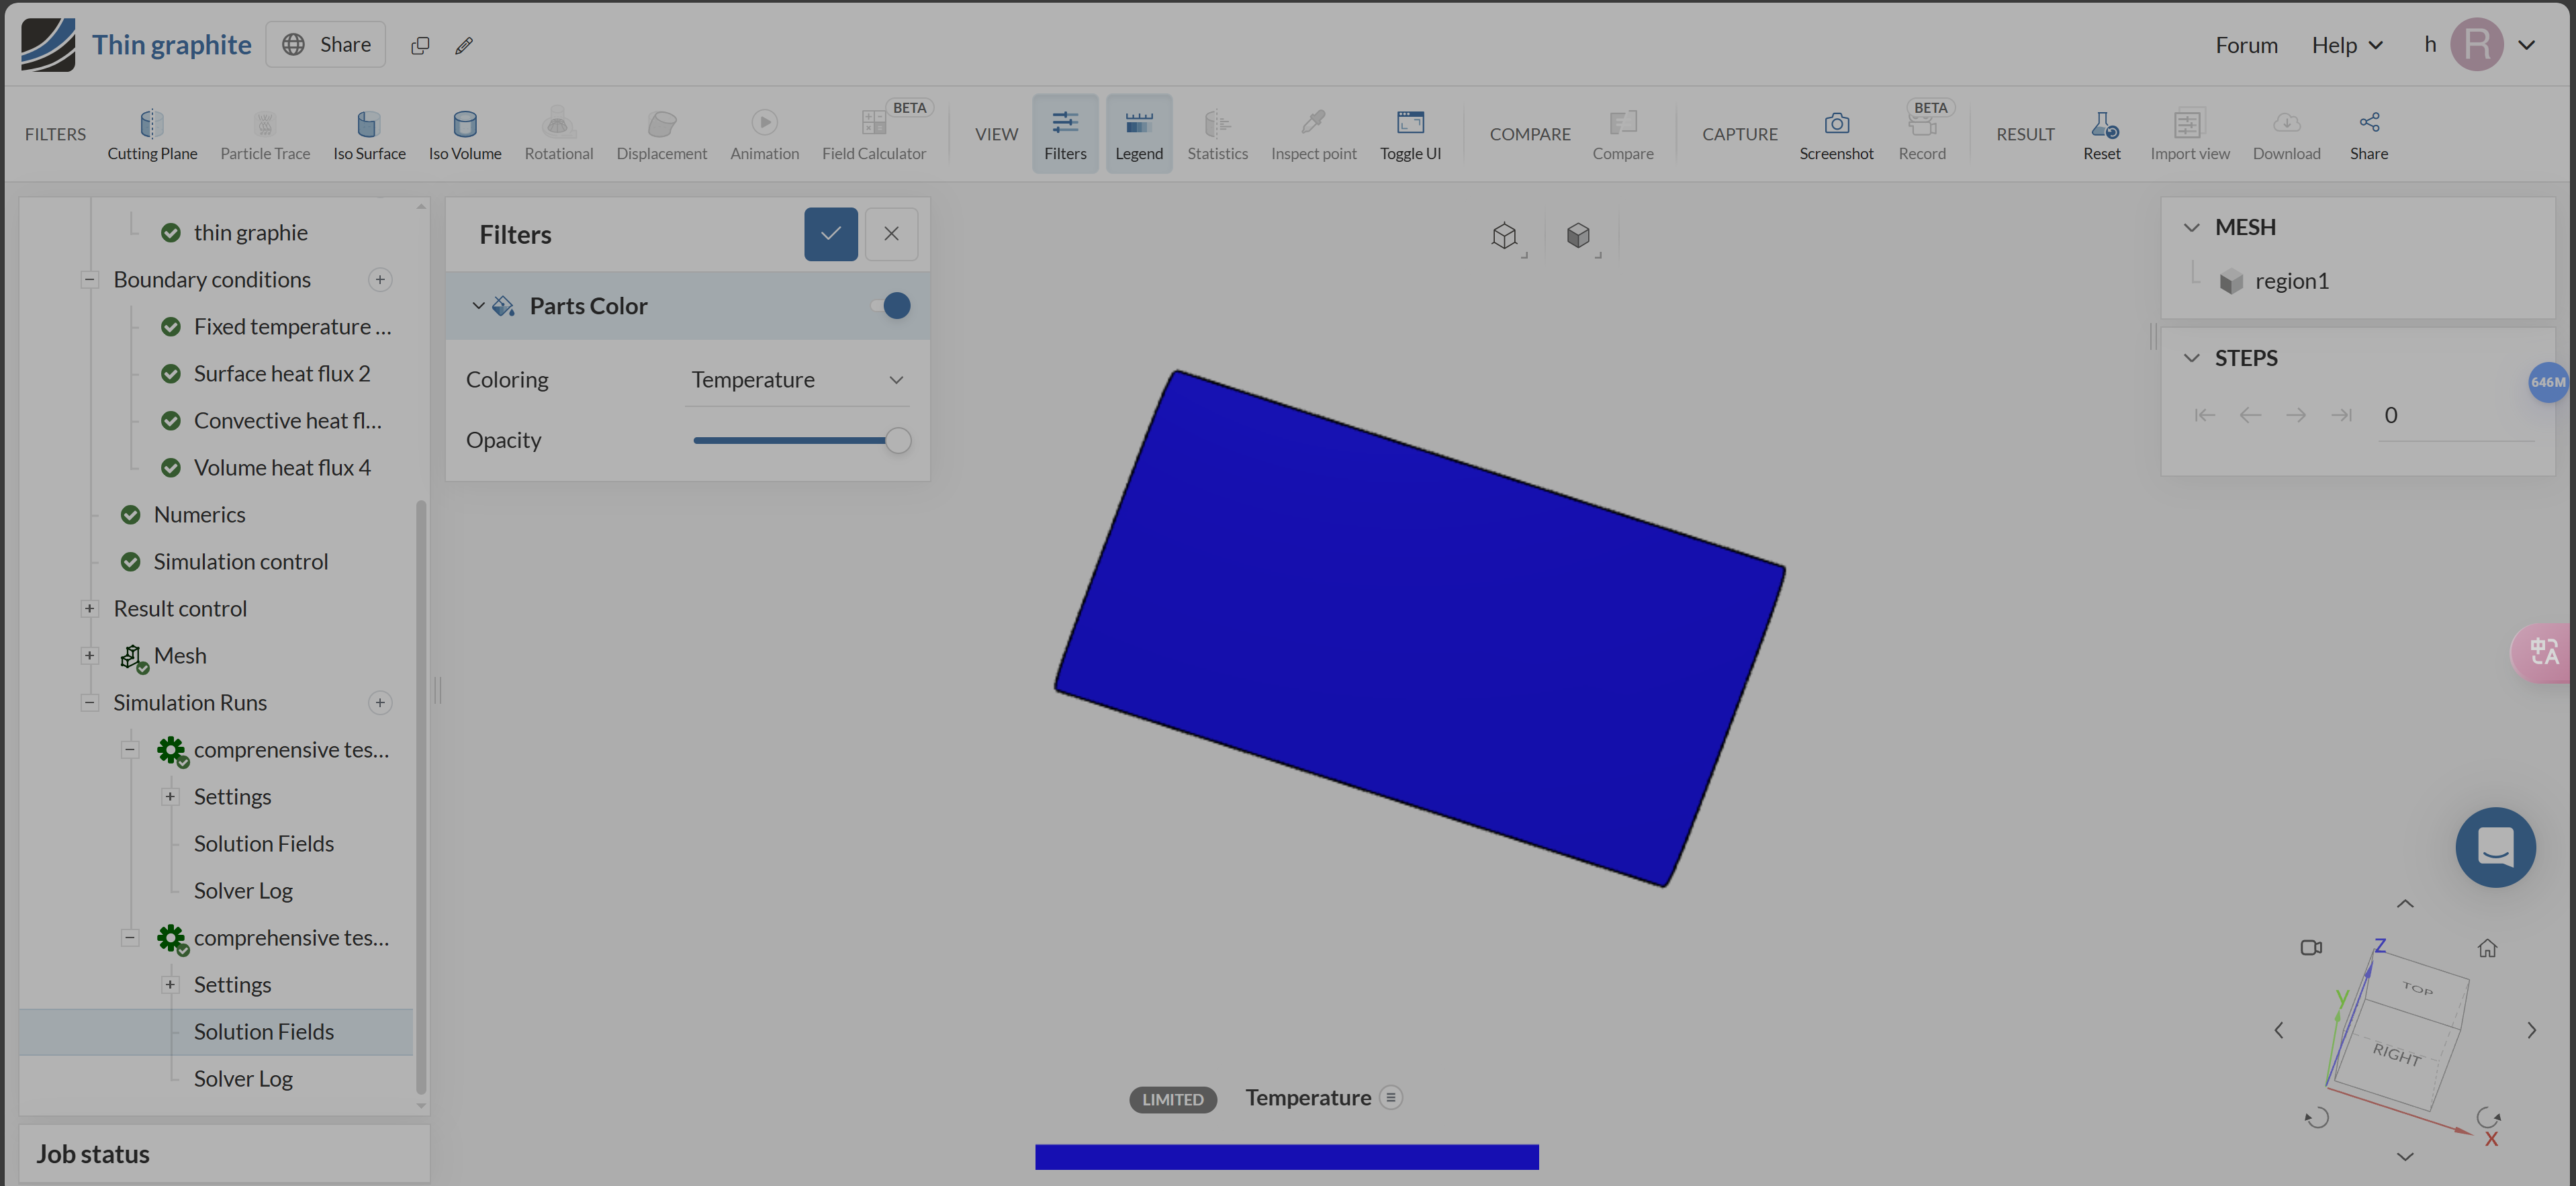 Thin graphite
Share
Forum
Help
h
R
FILTERS
Cutting Plane
Particle Trace
Iso Surface
Iso Volume
Rotational
Displacement
Animation
BETA
Field Calculator
VIEW
Filters
Legend
Statistics
Inspect point
Toggle UI
COMPARE
Compare
CAPTURE
Screenshot
BETA
Record
RESULT
Reset
Import view
Download
Share
thin graphie
Boundary conditions
Fixed temperature ...
Surface heat flux 2
Convective heat fl...
Volume heat flux 4
Numerics
Simulation control
Result control
Mesh
Simulation Runs
comprenensive tes...
Settings
Solution Fields
Solver Log
comprehensive tes...
Settings
Solution Fields
Solver Log
Job status
Filters
Parts Color
Coloring
Temperature
Opacity
MESH
region1
STEPS
0
646M
中A
Z
y
TOP
RIGHT
X
LIMITED
Temperature